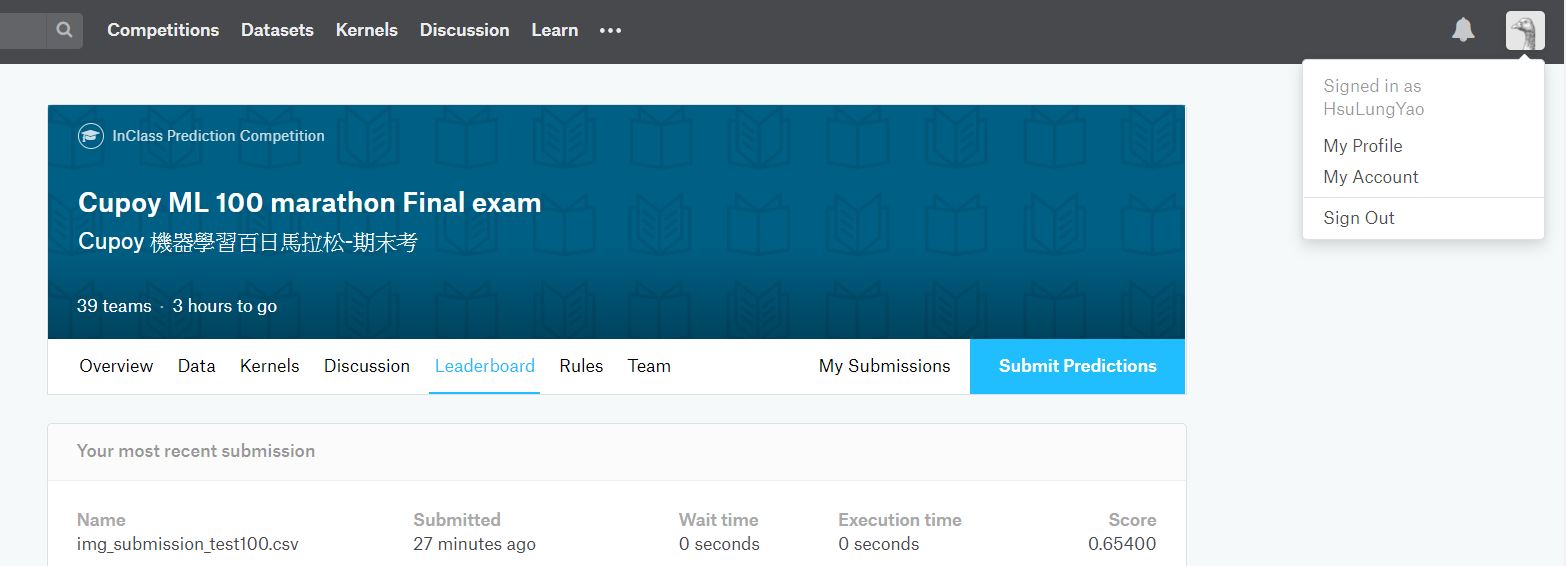 Competitions Datasets Kernels Discussion Learn
Signed in as
HsuLungYao
My Profile
My Account
Sign Out
InClass Prediction Competition
Cupoy ML 100 marathon Final exam
Cupoy 機器學習百日馬拉松-期末考
39 teams · 3 hours to go
Overview Data Kernels Discussion Leaderboard Rules Team My Submissions Submit Predictions
Your most recent submission
Name Submitted Wait time Execution time Score
img_submission_test100.csv 27 minutes ago 0 seconds 0 seconds 0.65400